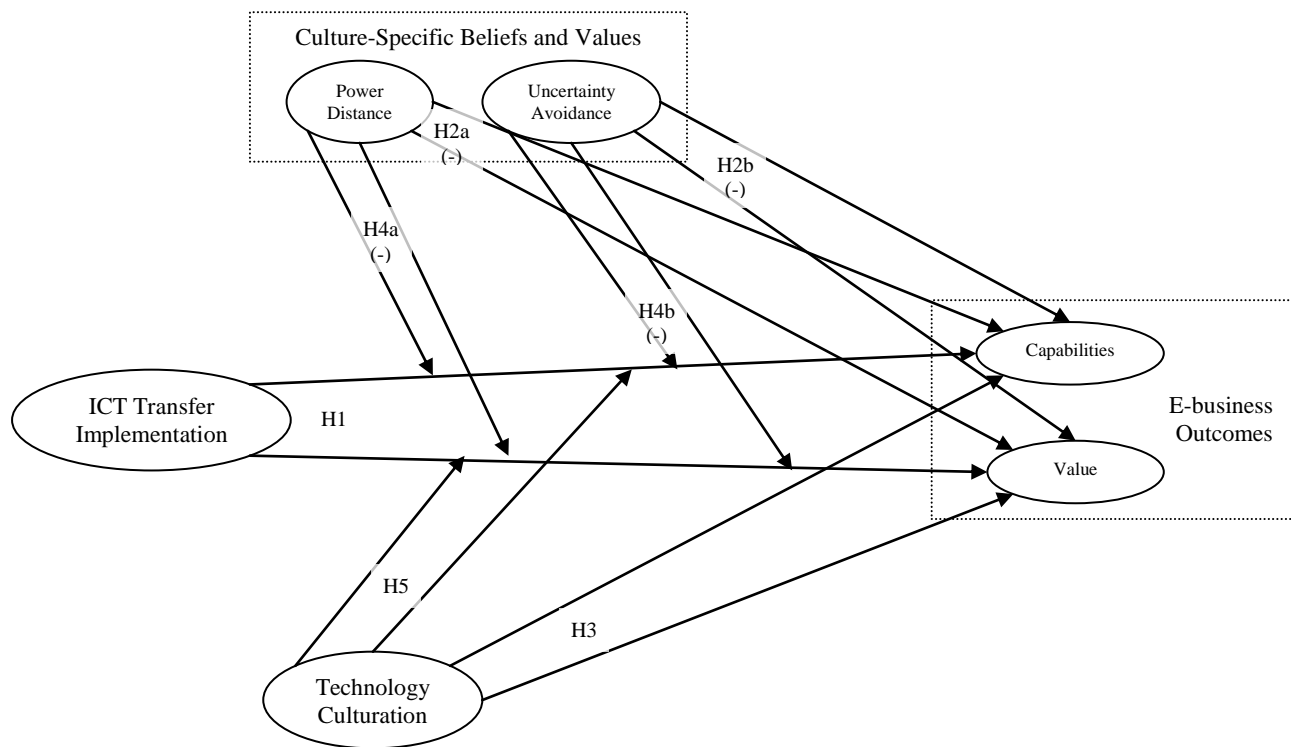 Culture-Specific Beliefs and Values
Power
Distance
Uncertainty
Avoidance
H2a
(-)
H2b
(-)
H4a
(-)
H4b
(-)
Capabilities
E-business
Outcomes
ICT Transfer
Implementation
H1
Value
H5
H3
Technology
Culturation